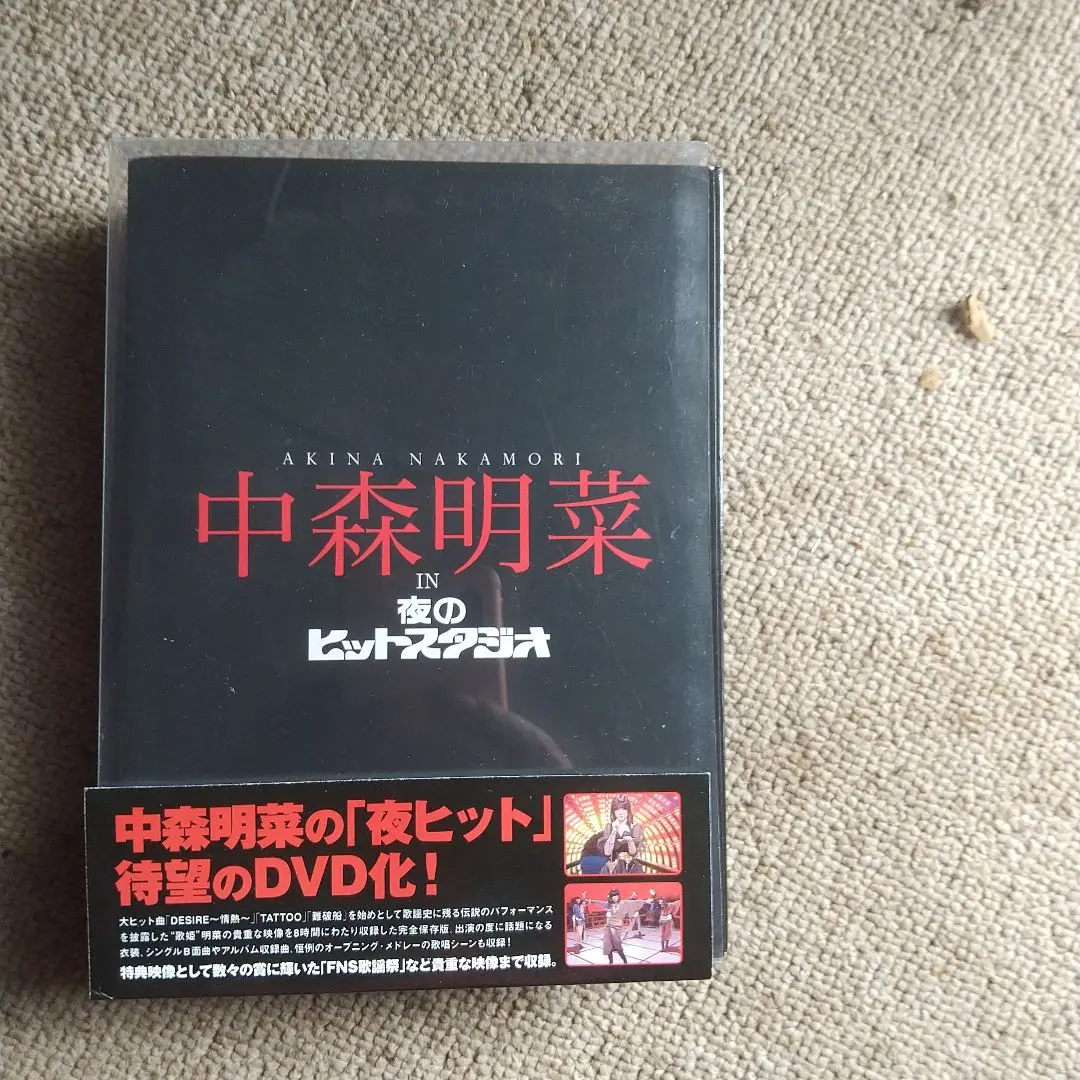 AKINA NAKAMORI
中森明菜
IN
夜の
ヒットスタジオ
中森明菜の「夜ヒット」
待望のDVD化!
大ヒット曲「DESIRE〜情熱〜」「TATTOO」「難破船」を始めとして歌謡史に残る伝説のパフォーマンス
を披露した“歌姫”明菜の貴重な映像を8時間にわたり収録した完全保存版。出演の度に話題になる
衣装、シングルB面曲やアルバム収録曲、恒例のオープニング・メドレーの歌唱シーンも収録!
特典映像として数々の賞に輝いた「FNS歌謡祭」など貴重な映像まで収録。